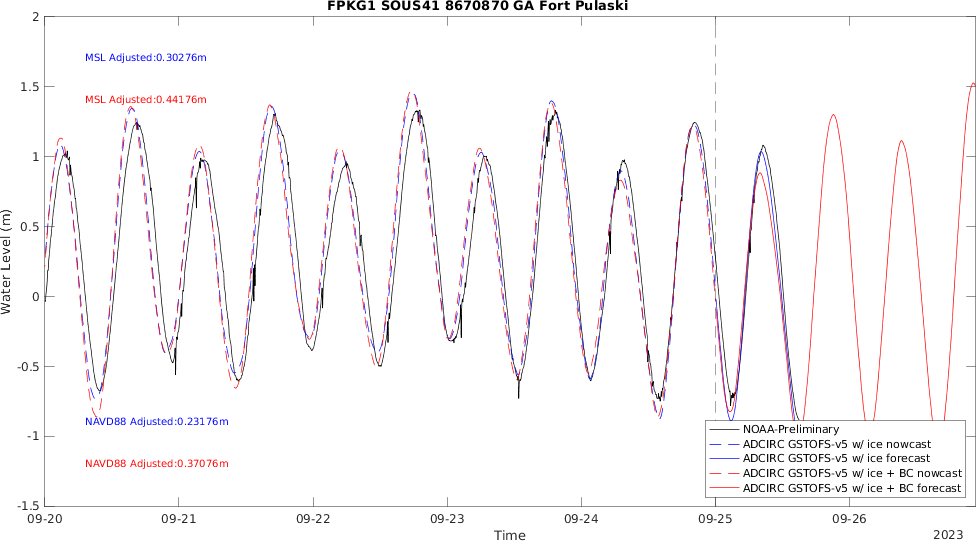 FPKG1 SOUS41 8670870 GA Fort Pulaski
2
1.5
1
0.5
0
-0.5
-1
-1.5
Water Level (m)
MSL Adjusted:0.30276m
MSL Adjusted:0.44176m
NAVD88 Adjusted:0.23176m
NAVD88 Adjusted:0.37076m
NOAA-Preliminary
ADCIRC GSTOFS-v5 w/ ice nowcast
ADCIRC GSTOFS-v5 w/ ice forecast
ADCIRC GSTOFS-v5 w/ ice + BC nowcast
ADCIRC GSTOFS-v5 w/ ice + BC forecast
09-20 09-21 09-22 09-23 09-24 09-25 09-26
Time
2023